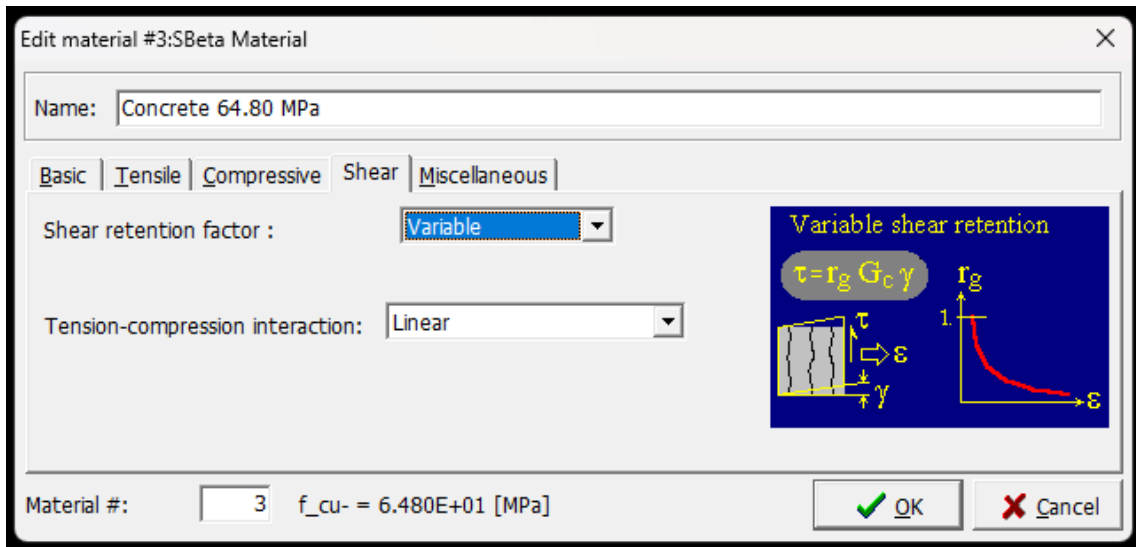 Edit material #3:SBeta Material
Name: Concrete 64.80 MPa
Basic Tensile Compressive Shear Miscellaneous
Shear retention factor : Variable
Tension-compression interaction: Linear
Variable shear retention
τ=rg Gc γ
rg
1.
τ
ε
γ
ε
Material #: 3 f_cu- = 6.480E+01 [MPa] OK Cancel